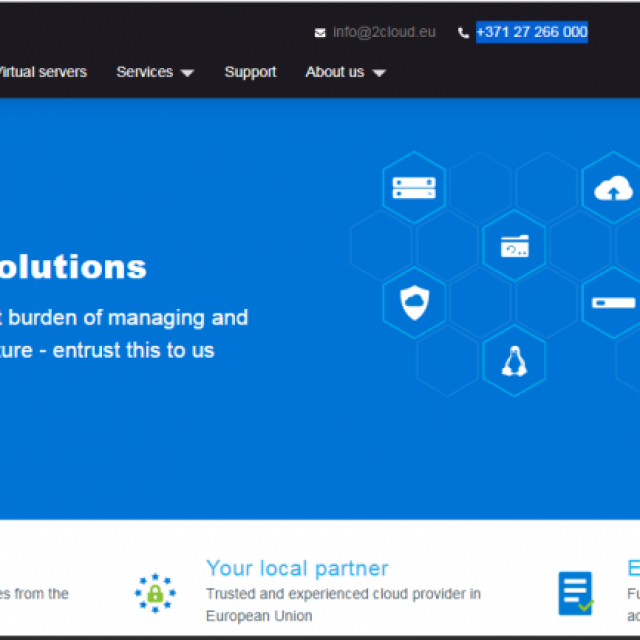 info@2cloud.eu +371 27 266 000
Virtual servers Services Support About us
olutions
t burden of managing and
ture - entrust this to us
Your local partner
es from the Trusted and experienced cloud provider in
European Union
E
Fu
ac